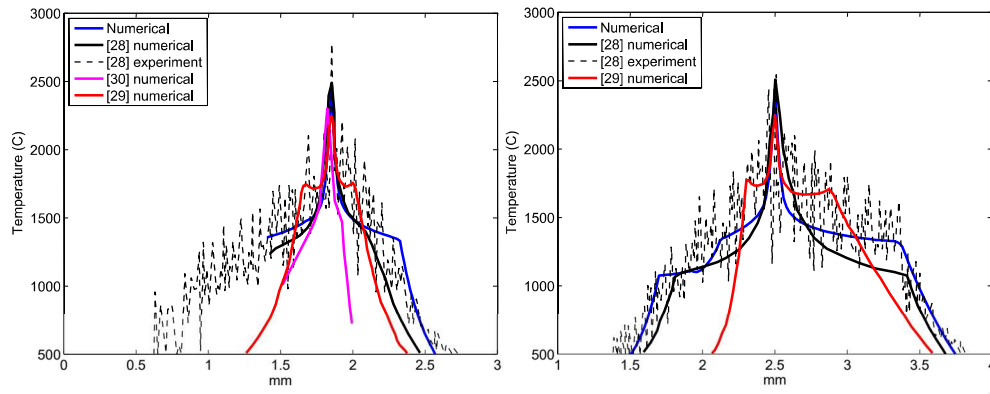 3000
2500
2000
1500
1000
500
Temperature (C)
Numerical
[28] numerical
[28] experiment
[30] numerical
[29] numerical
0
0.5
1
1.5
2
2.5
3
mm
3000
2500
2000
1500
1000
500
Temperature (C)
Numerical
[28] numerical
[28] experiment
[29] numerical
1
1.5
2
2.5
3
3.5
4
mm